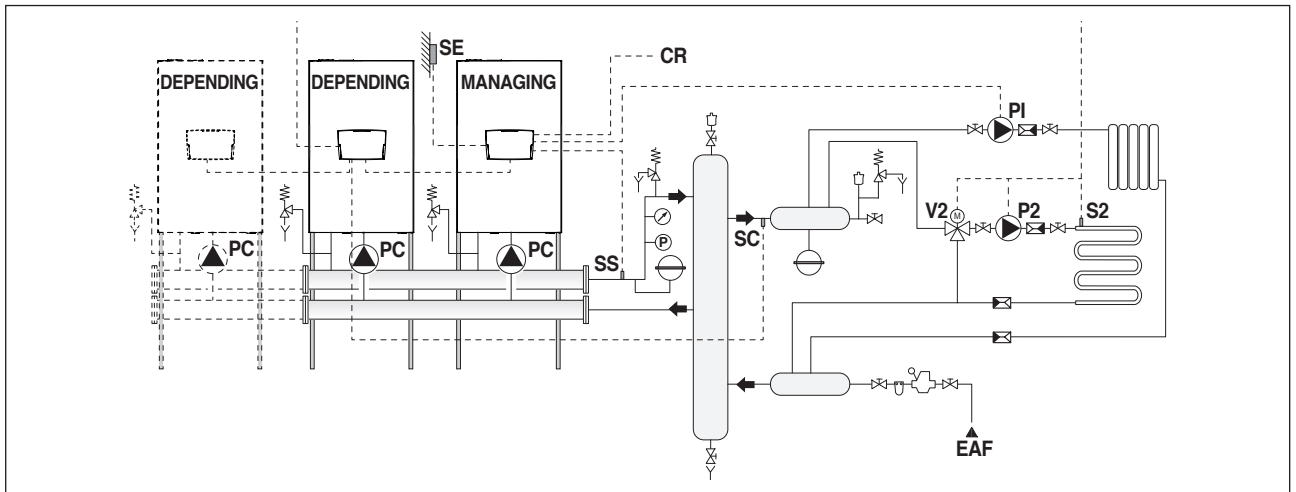 SE
CR
DEPENDING
DEPENDING
MANAGING
PI
V2
M
P2
S2
PC
PC
PC
SS
P
SC
EAF